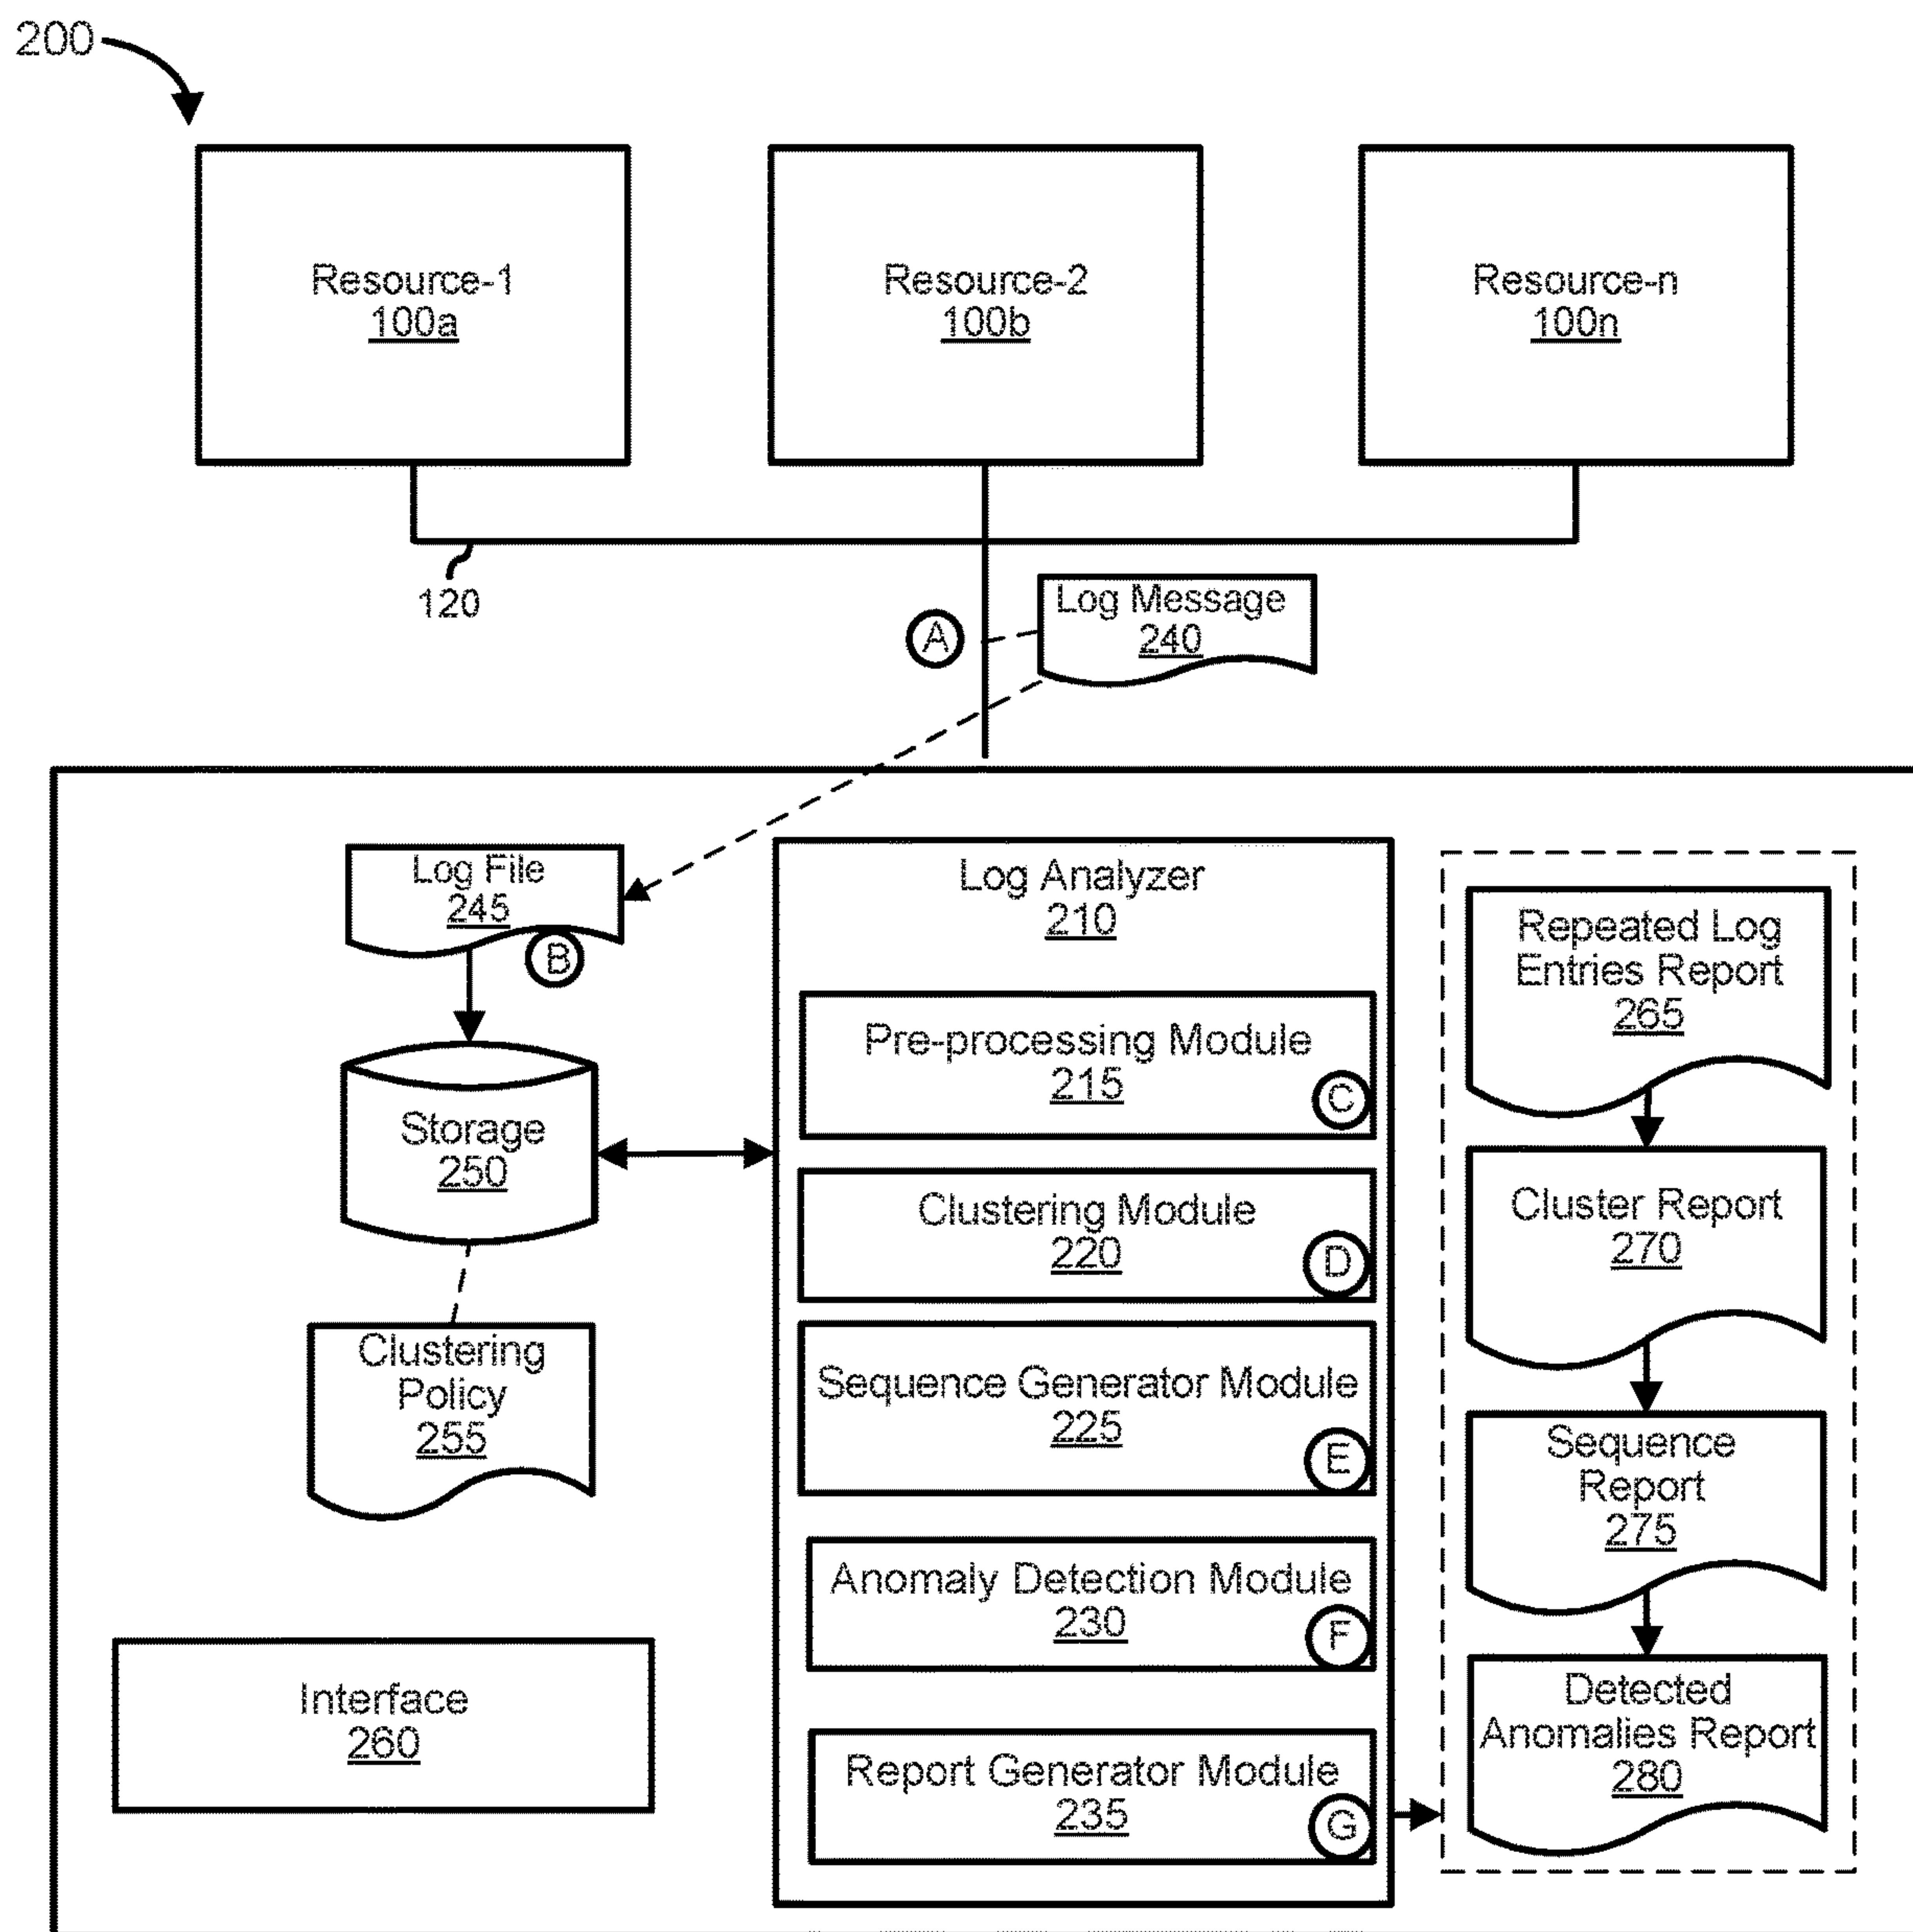 200
Resource-1
100a
Resource-2
100b
Resource-n
100n
120
A
Log Message
240
Log File
245
B
Storage
250
Clustering
Policy
255
Interface
260
Log Analyzer
210
Pre-processing Module
215
C
Clustering Module
220
D
Sequence Generator Module
225
E
Anomaly Detection Module
230
F
Report Generator Module
235
G
Repeated Log
Entries Report
265
Cluster Report
270
Sequence
Report
275
Detected
Anomalies Report
280